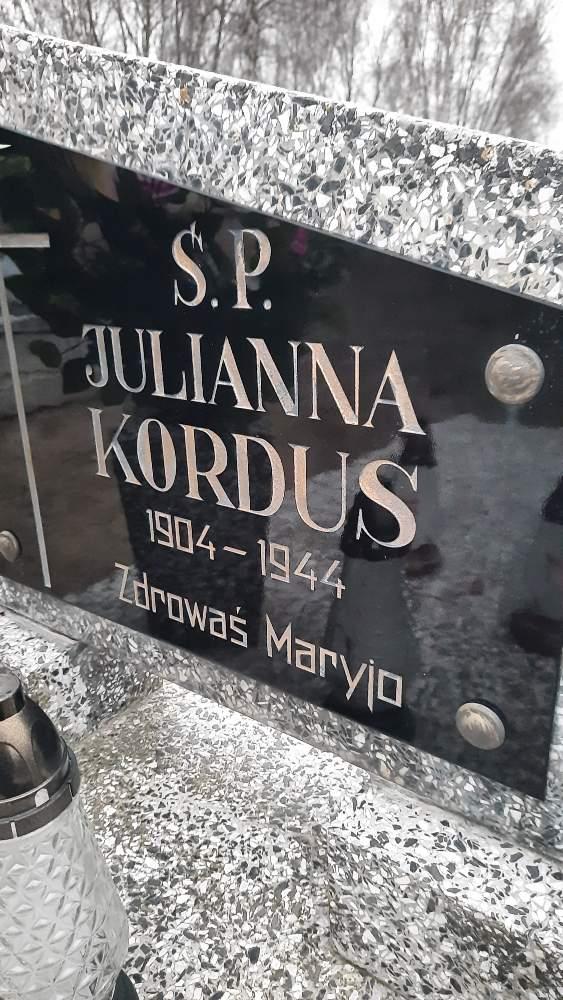 Ś.P.
JULIANNA
KORDUS
1904-1944
Zdrowaś Maryjo